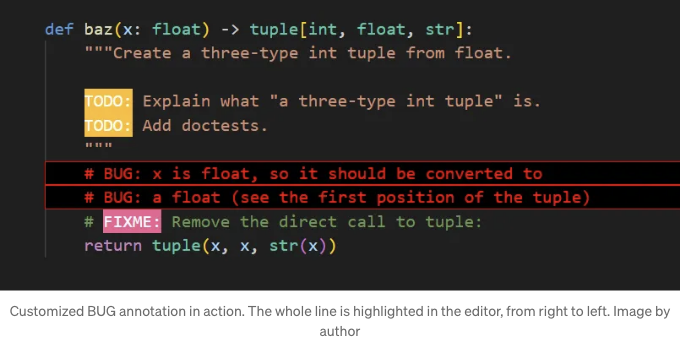 def baz(x: float) -> tuple[int, float, str]:
    """Create a three-type int tuple from float.
    TODO: Explain what "a three-type int tuple" is.
    TODO: Add doctests.
    """
    # BUG: x is float, so it should be converted to
    # BUG: a float (see the first position of the tuple)
    # FIXME: Remove the direct call to tuple:
    return tuple(x, x, str(x))
Customized BUG annotation in action. The whole line is highlighted in the editor, from right to left. Image by
author